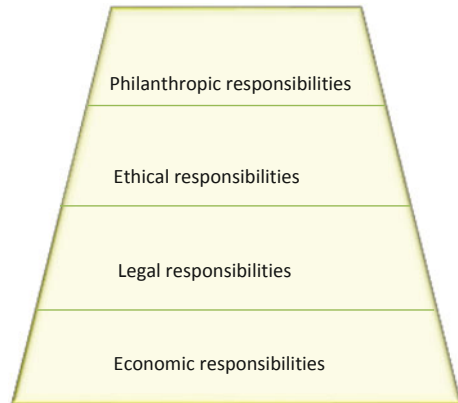 Philanthropic responsibilities
Ethical responsibilities
Legal responsibilities
Economic responsibilities